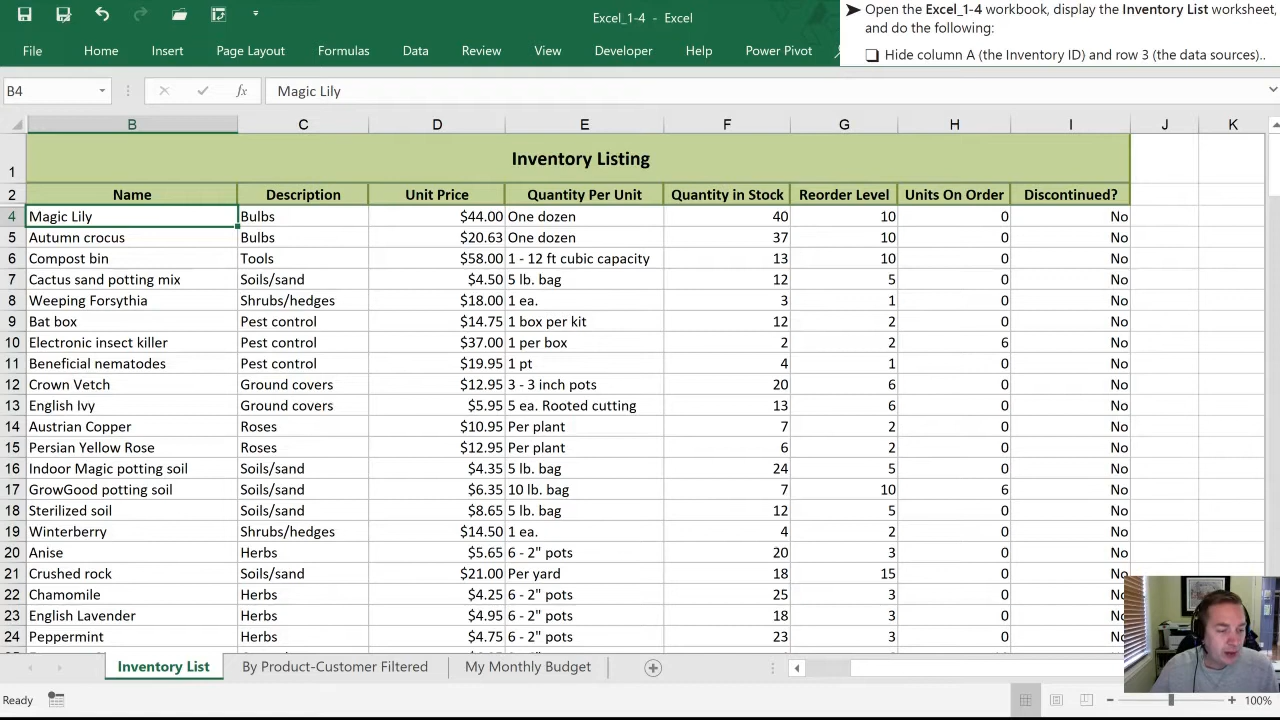 Excel_1-4 - Excel
➤ Open the Excel_1-4 workbook, display the Inventory List worksheet,
and do the following:
❑ Hide column A (the Inventory ID) and row 3 (the data sources)..
File Home Insert Page Layout Formulas Data Review View Developer Help Power Pivot
B4 fx Magic Lily
B C D E F G H I J K
1 Inventory Listing
2 Name Description Unit Price Quantity Per Unit Quantity in Stock Reorder Level Units On Order Discontinued?
4 Magic Lily Bulbs $44.00 One dozen 40 10 0 No
5 Autumn crocus Bulbs $20.63 One dozen 37 10 0 No
6 Compost bin Tools $58.00 1 - 12 ft cubic capacity 13 10 0 No
7 Cactus sand potting mix Soils/sand $4.50 5 lb. bag 12 5 0 No
8 Weeping Forsythia Shrubs/hedges $18.00 1 ea. 3 1 0 No
9 Bat box Pest control $14.75 1 box per kit 12 2 0 No
10 Electronic insect killer Pest control $37.00 1 per box 2 2 6 No
11 Beneficial nematodes Pest control $19.95 1 pt 4 1 0 No
12 Crown Vetch Ground covers $12.95 3 - 3 inch pots 20 6 0 No
13 English Ivy Ground covers $5.95 5 ea. Rooted cutting 13 6 0 No
14 Austrian Copper Roses $10.95 Per plant 7 2 0 No
15 Persian Yellow Rose Roses $12.95 Per plant 6 2 0 No
16 Indoor Magic potting soil Soils/sand $4.35 5 lb. bag 24 5 0 No
17 GrowGood potting soil Soils/sand $6.35 10 lb. bag 7 10 6 No
18 Sterilized soil Soils/sand $8.65 5 lb. bag 12 5 0 No
19 Winterberry Shrubs/hedges $14.50 1 ea. 4 2 0 No
20 Anise Herbs $5.65 6 - 2" pots 20 3 0 No
21 Crushed rock Soils/sand $21.00 Per yard 18 15 0 No
22 Chamomile Herbs $4.25 6 - 2" pots 25 3 0
23 English Lavender Herbs $4.95 6 - 2" pots 18 3 0
24 Peppermint Herbs $4.75 6 - 2" pots 23 3 0
Inventory List By Product-Customer Filtered My Monthly Budget
Ready 100%